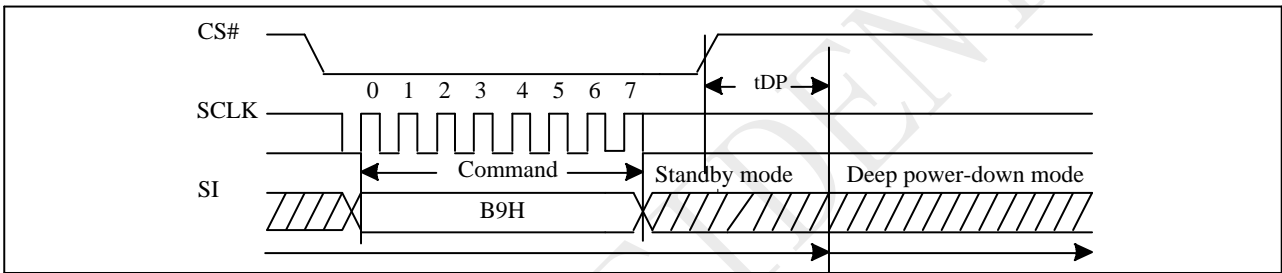 CS#
tDP
0 1 2 3 4 5 6 7
SCLK
Command
Standby mode
Deep power-down mode
SI
B9H